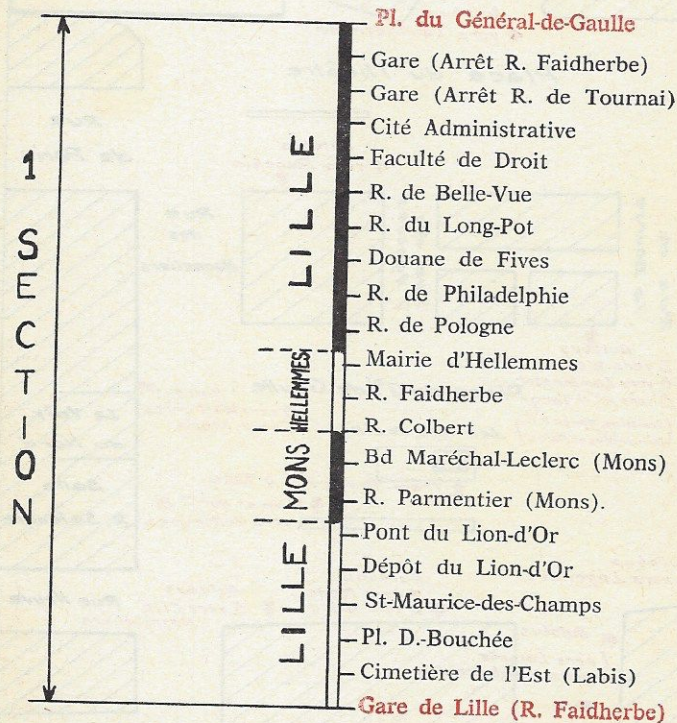 1 SECTION
LILLE
HELLEMMES
MONS
LILLE
Pl. du Général-de-Gaulle
Gare (Arrêt R. Faidherbe)
Gare (Arrêt R. de Tournai)
Cité Administrative
Faculté de Droit
R. de Belle-Vue
R. du Long-Pot
Douane de Fives
R. de Philadelphie
R. de Pologne
Mairie d'Hellemmes
R. Faidherbe
R. Colbert
Bd Maréchal-Leclerc (Mons)
R. Parmentier (Mons).
Pont du Lion-d'Or
Dépôt du Lion-d'Or
St-Maurice-des-Champs
Pl. D.-Bouchée
Cimetière de l'Est (Labis)
Gare de Lille (R. Faidherbe)